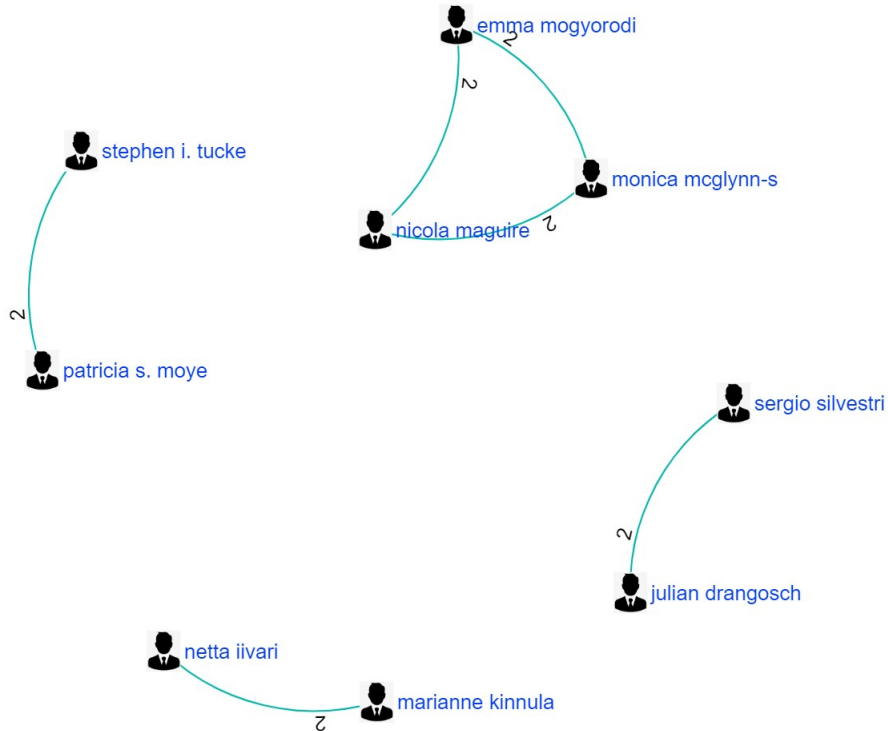 emma mogyorodi
2
2
stephen i. tucke
monica mcglynn-s
nicola maguire
2
2
patricia s. moye
sergio silvestri
2
julian drangosch
netta iivari
marianne kinnula
2